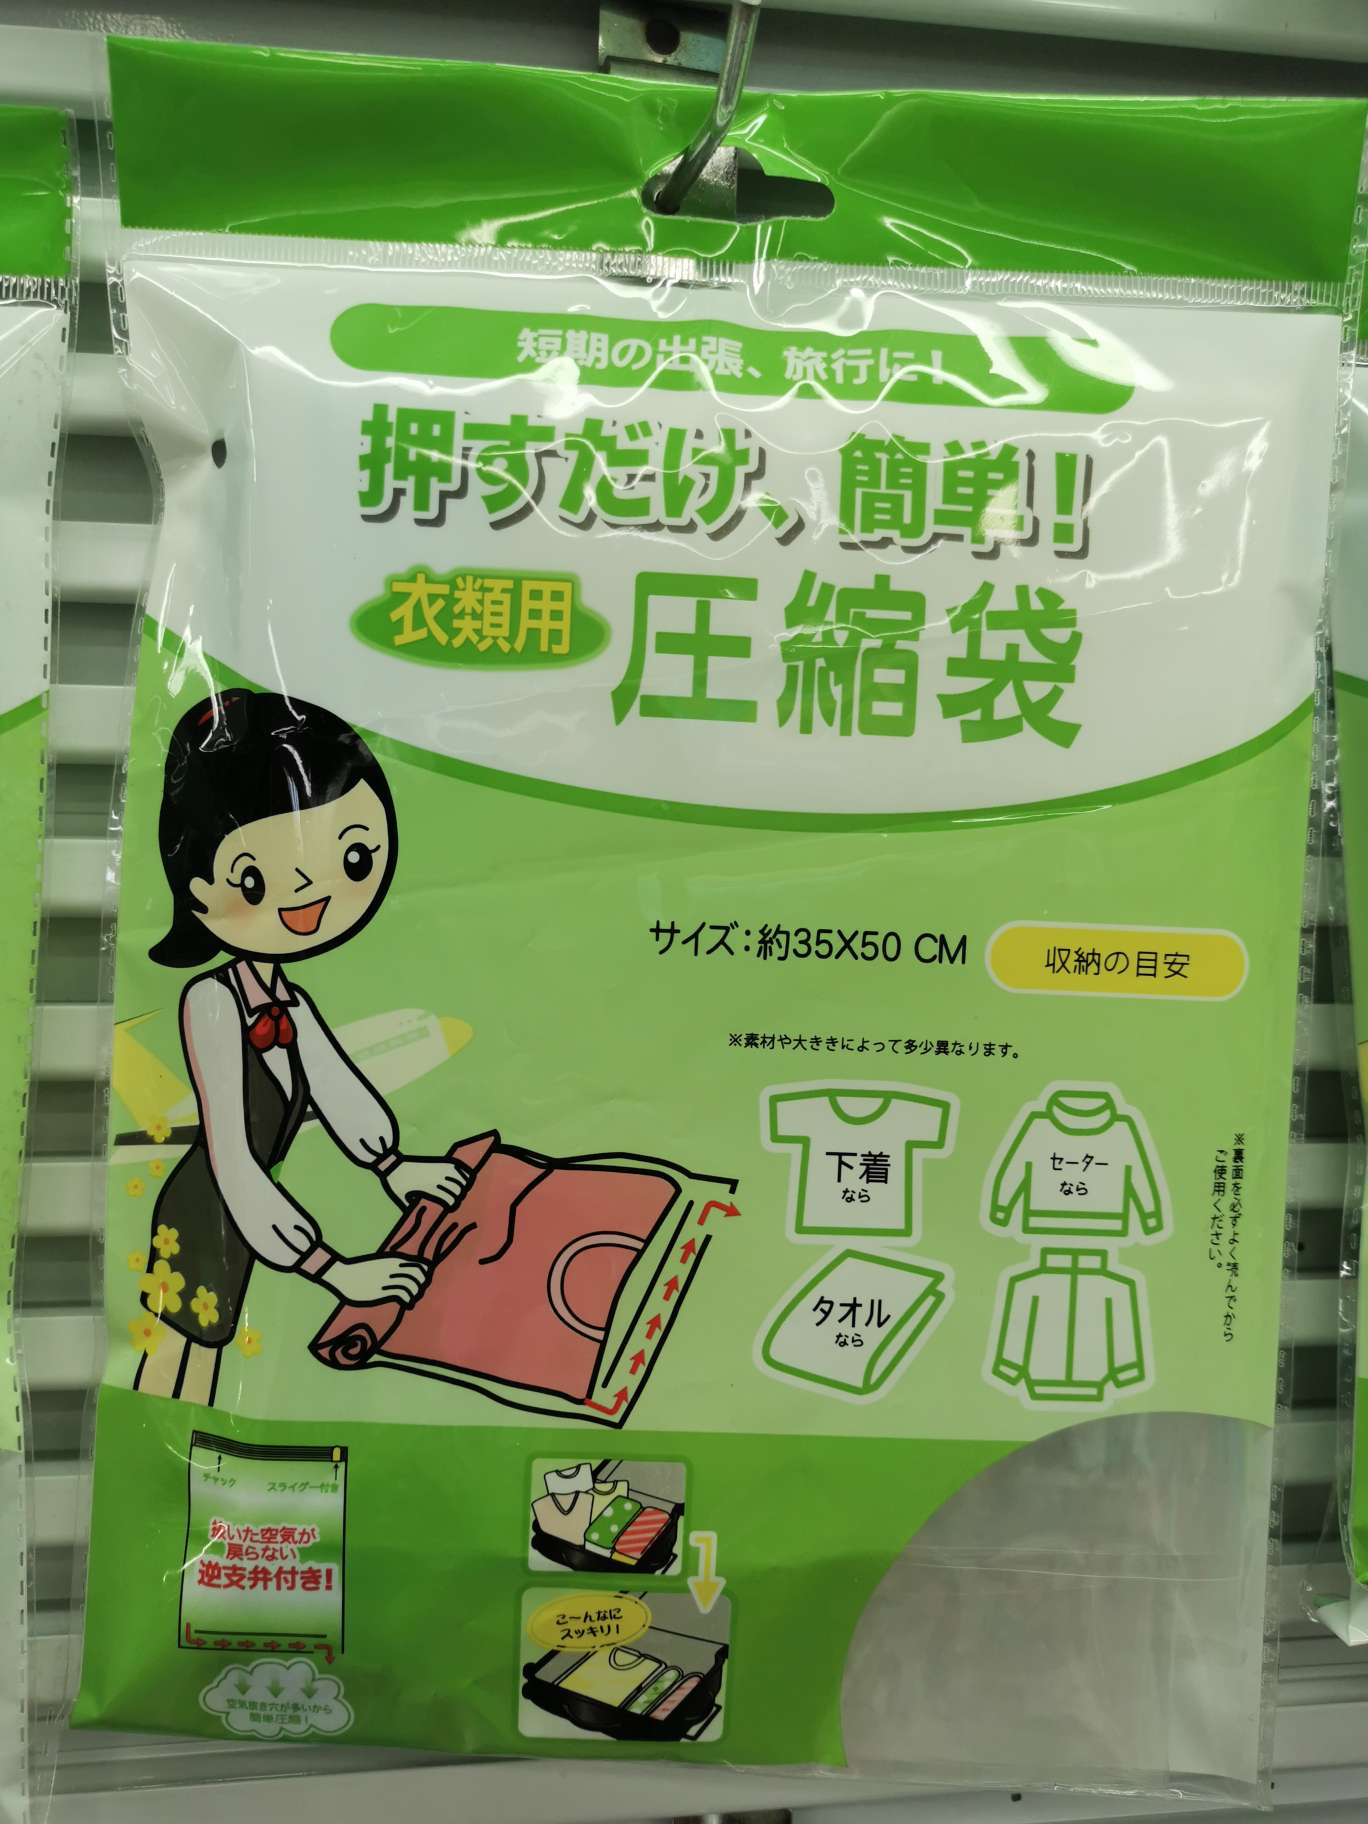 短期の出張、旅行に！
押すだけ、簡単！
衣類用
圧縮袋
サイズ：約35X50 CM
収納の目安
※素材や大ききによって多少異なります。
下着
なら
セーター
なら
タオル
なら
※裏面を必ずよく読んでから
ご使用ください。
チャック
スライグー付き
抜いた空気が
戻らない
逆支弁付き!
空気抜き穴が多いから
簡単圧縮！
こ〜んなに
スッキリ！